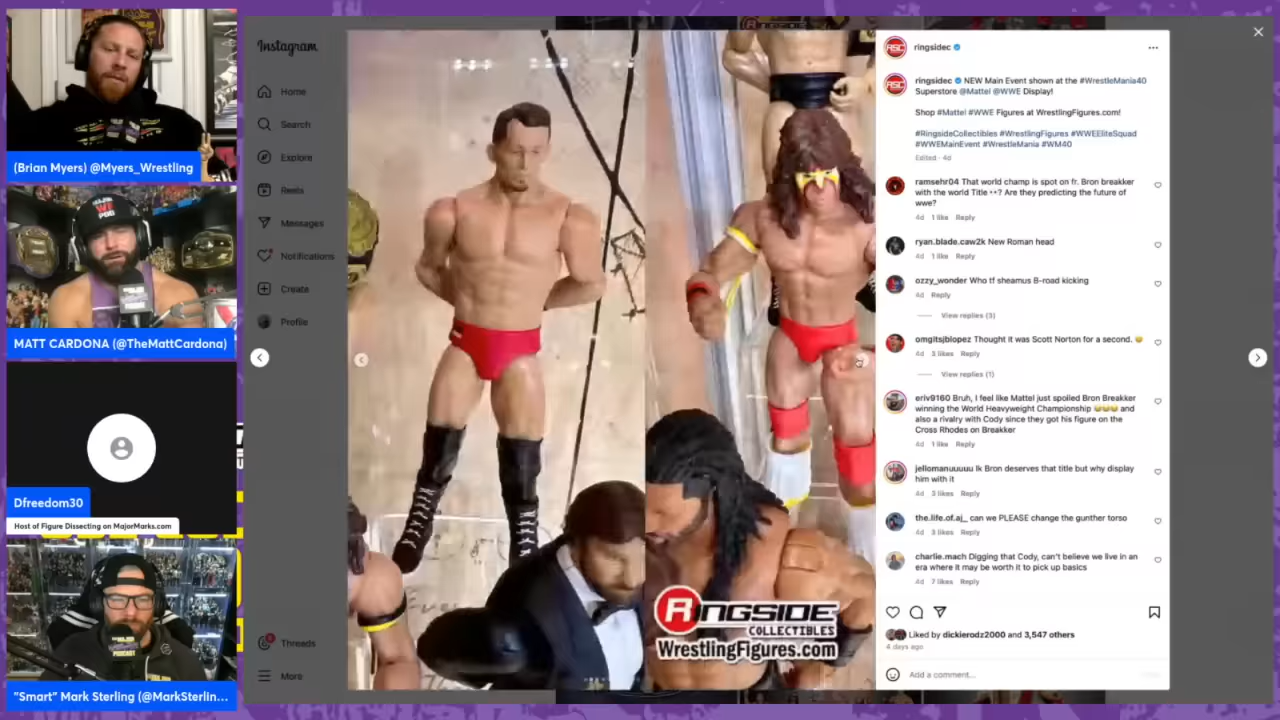 (Brian Myers) @Myers_Wrestling
MATT CARDONA (@TheMattCardona)
Dfreedom30
Host of Figure Dissecting on MajorMarks.com
"Smart" Mark Sterling (@MarkSterlin...
Instagram
Home
Search
Explore
Reels
Messages
Notifications
Create
Profile
Threads
More
RINGSIDE
COLLECTIBLES
WrestlingFigures.com
RSC
ringsidec
RSC
ringsidec NEW Main Event shown at the #WrestleMania40
Superstore @Mattel @WWE Display!
Shop #Mattel #WWE Figures at WrestlingFigures.com!
#RingsideCollectibles #WrestlingFigures #WWEEliteSquad
#WWEMainEvent #WrestleMania #WM40
Edited · 4d
ramsehr04 That world champ is spot on fr. Bron breakker
with the world Title 👀? Are they predicting the future of
wwe?
4d 1 like Reply
ryan.blade.caw2k New Roman head
4d 1 like Reply
ozzy_wonder Who tf sheamus B-road kicking
4d Reply
View replies (3)
omgitsjblopez Thought it was Scott Norton for a second. 😅
4d 3 likes Reply
View replies (1)
eriv9160 Bruh, I feel like Mattel just spoiled Bron Breakker
winning the World Heavyweight Championship 😂😂😂 and
also a rivalry with Cody since they got his figure on the
Cross Rhodes on Breakker
4d 1 like Reply
jellomanuuuuu Ik Bron deserves that title but why display
him with it
4d 3 likes Reply
the.life.of.aj_ can we PLEASE change the gunther torso
4d 3 likes Reply
charlie.mach Digging that Cody, can't believe we live in an
era where it may be worth it to pick up basics
4d 7 likes Reply
Liked by dickierodz2000 and 3,547 others
4 days ago
Add a comment...